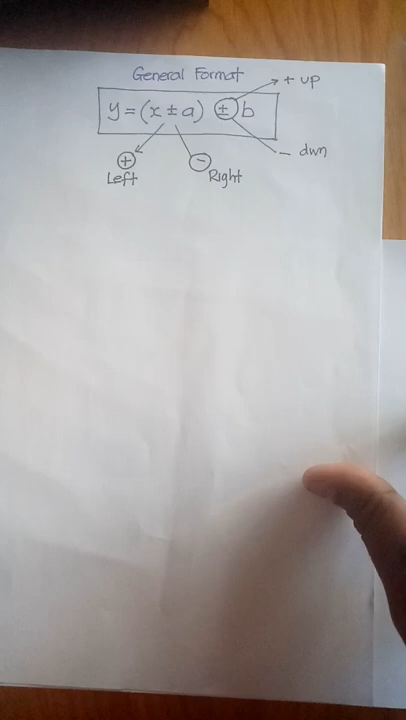 General Format
+ up
y = (x ± a) ± b
- dwn
+ -
Left Right